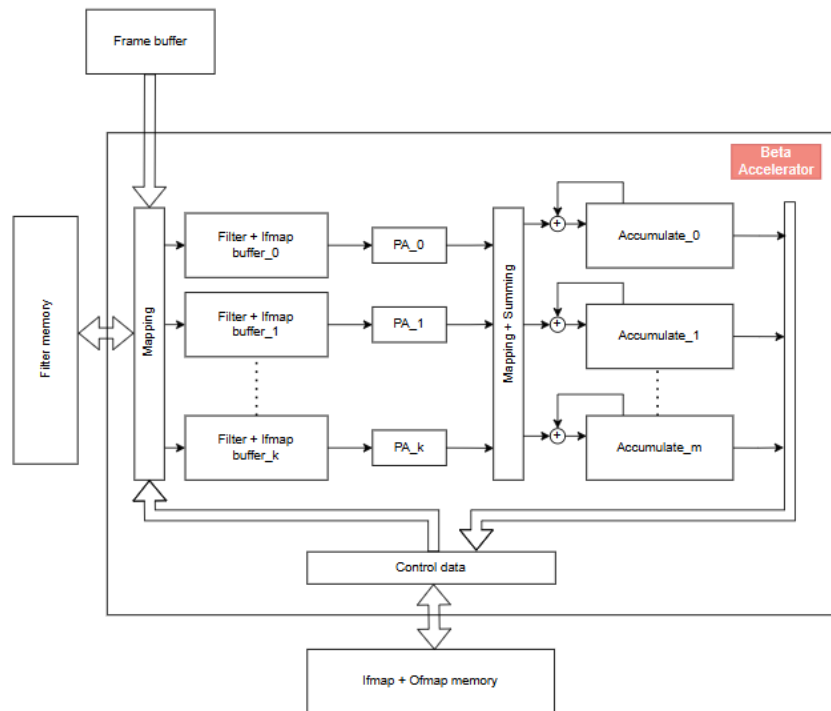 Frame buffer
Beta
Accelerator
Filter memory
Mapping
Filter + Ifmap
buffer_0
PA_0
Mapping + Summing
+
Accumulate_0
Filter + Ifmap
buffer_1
PA_1
+
Accumulate_1
Filter + Ifmap
buffer_k
PA_k
+
Accumulate_m
Control data
Ifmap + Ofmap memory